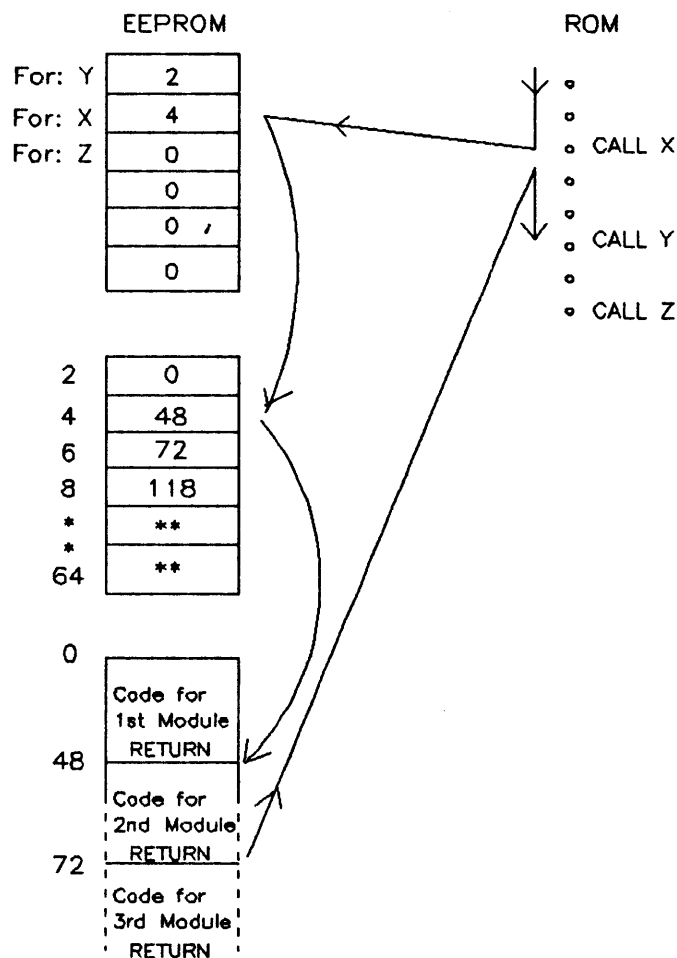 EEPROM ROM
For: Y 2
For: X 4
For: Z 0
0
0
0
CALL X
CALL Y
CALL Z
2 0
4 48
6 72
8 118
* **
*
64 **
0
Code for
1st Module
RETURN
48
Code for
2nd Module
RETURN
72
Code for
3rd Module
RETURN